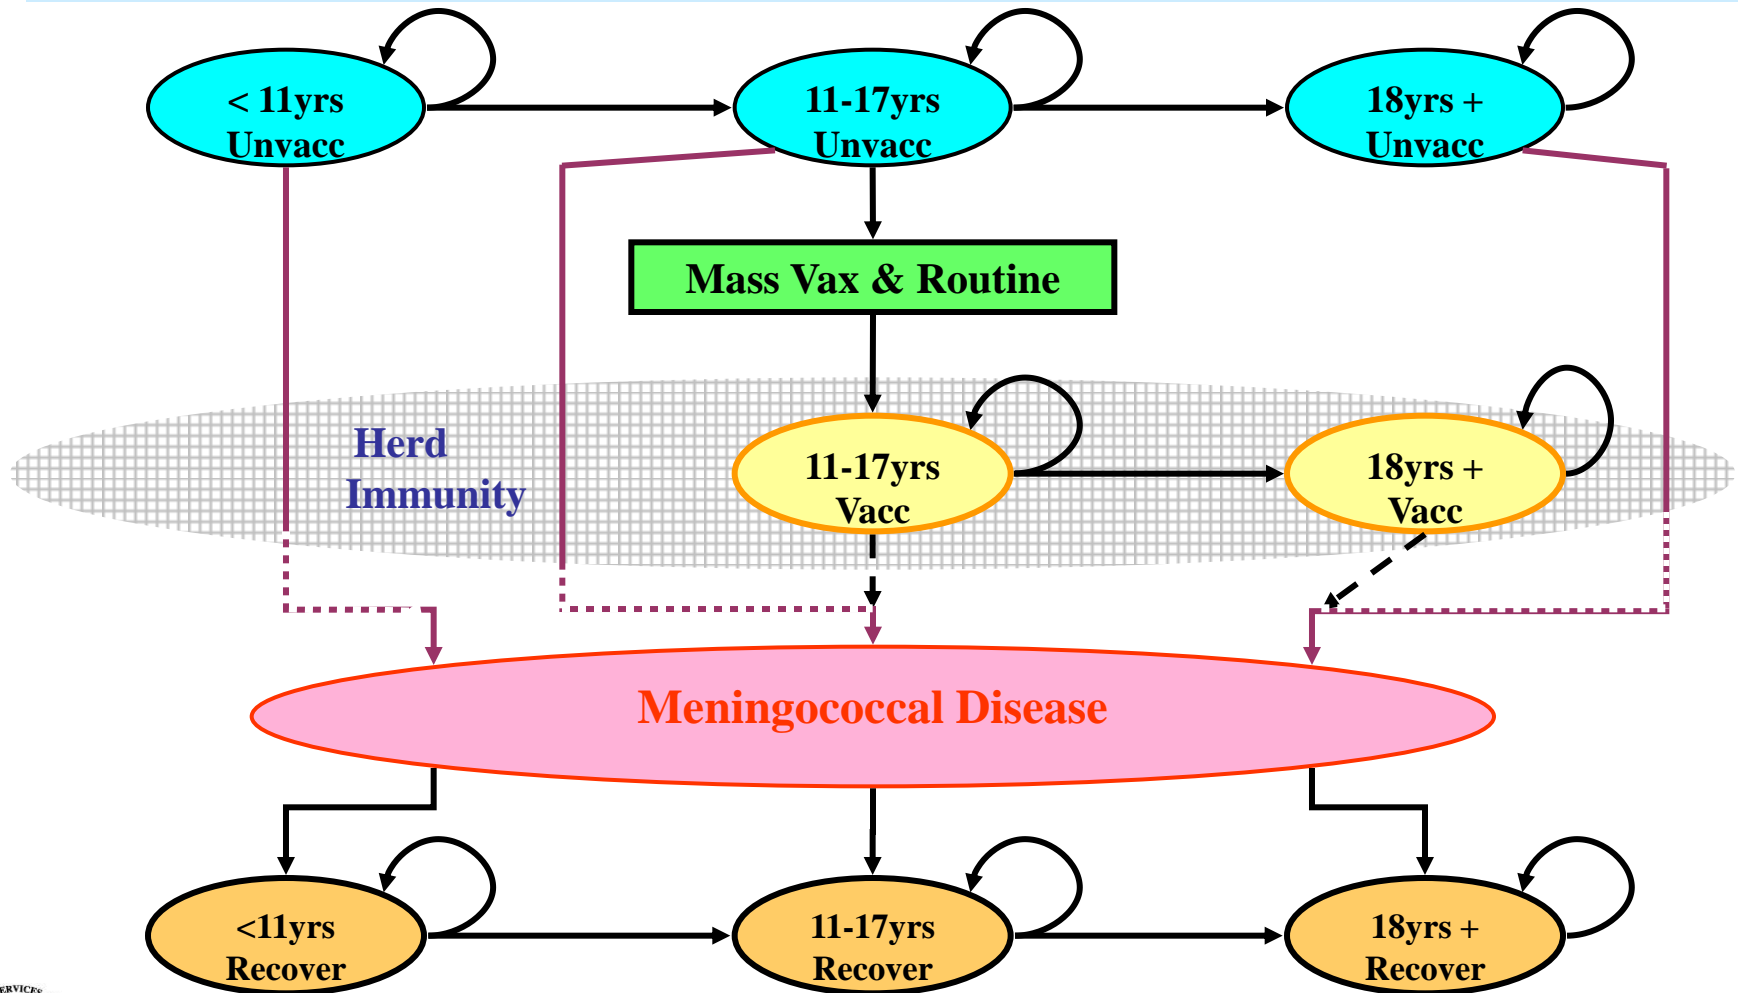 < 11yrs
Unvacc
11-17yrs
Unvacc
18yrs +
Unvacc
Mass Vax & Routine
Herd
Immunity
11-17yrs
Vacc
18yrs +
Vacc
Meningococcal Disease
<11yrs
Recover
11-17yrs
Recover
18yrs +
Recover